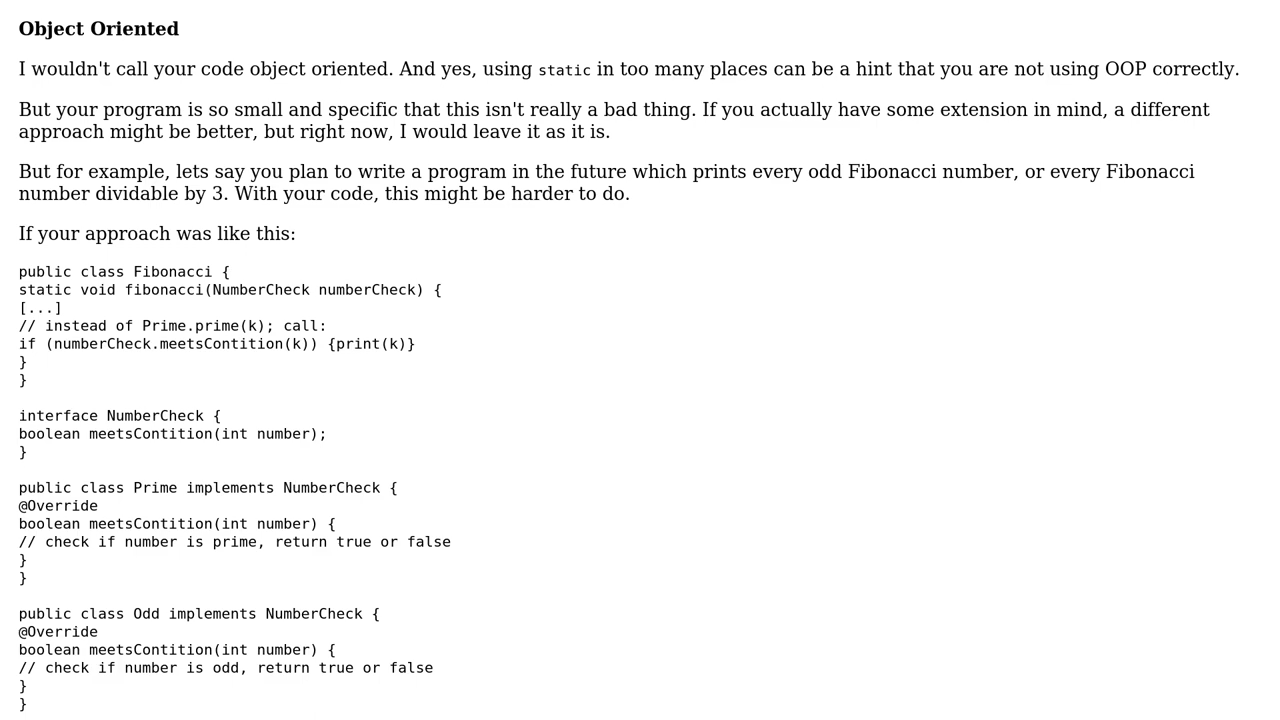 Object Oriented
I wouldn't call your code object oriented. And yes, using static in too many places can be a hint that you are not using OOP correctly.
But your program is so small and specific that this isn't really a bad thing. If you actually have some extension in mind, a different
approach might be better, but right now, I would leave it as it is.
But for example, lets say you plan to write a program in the future which prints every odd Fibonacci number, or every Fibonacci
number dividable by 3. With your code, this might be harder to do.
If your approach was like this:
public class Fibonacci {
static void fibonacci(NumberCheck numberCheck) {
[...]
// instead of Prime.prime(k); call:
if (numberCheck.meetsContition(k)) {print(k)}
}
}
interface NumberCheck {
boolean meetsContition(int number);
}
public class Prime implements NumberCheck {
@Override
boolean meetsContition(int number) {
// check if number is prime, return true or false
}
}
public class Odd implements NumberCheck {
@Override
boolean meetsContition(int number) {
// check if number is odd, return true or false
}
}